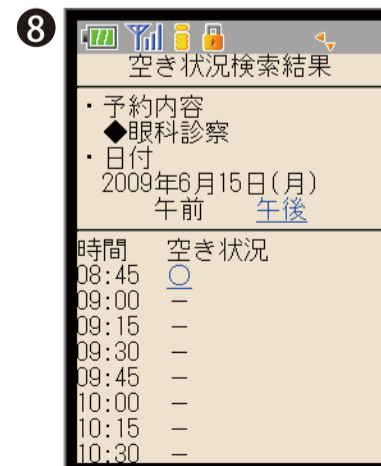 ❽
空き状況検索結果
・予約内容
◆眼科診察
・日付
2009年6月15日(月)
午前 午後
時間 空き状況
08:45 ○
09:00 －
09:15 －
09:30 －
09:45 －
10:00 －
10:15 －
10:30 －